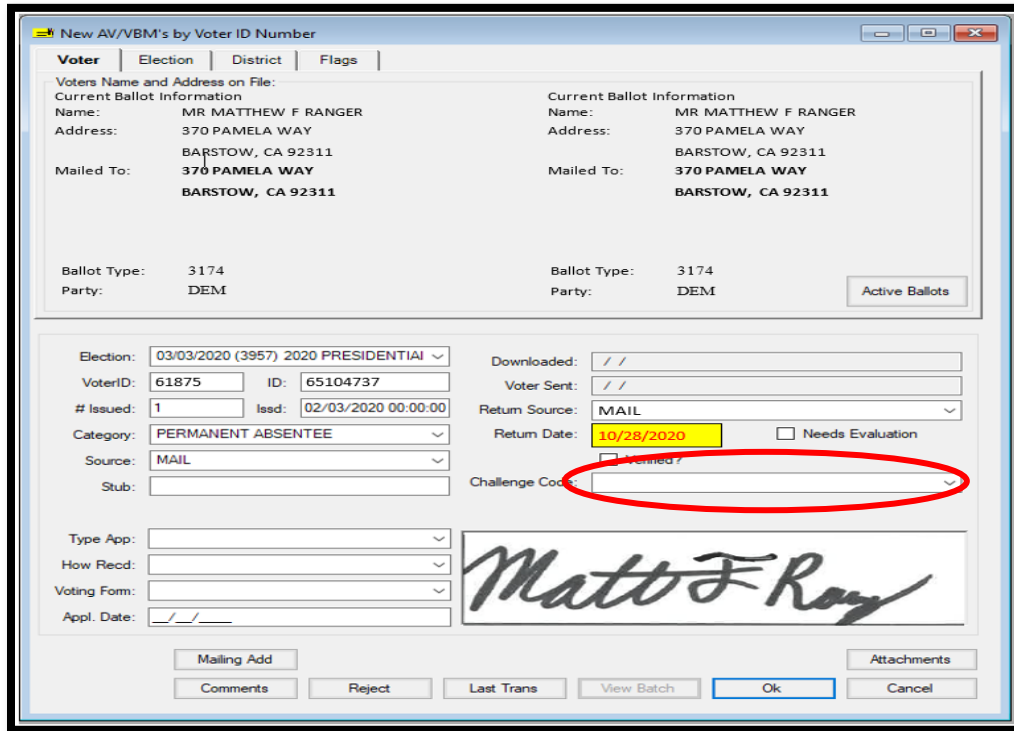 New AV/VBM's by Voter ID Number
Voter Election District Flags
Voters Name and Address on File:
Current Ballot Information Current Ballot Information
Name: MR MATTHEW F RANGER Name: MR MATTHEW F RANGER
Address: 370 PAMELA WAY Address: 370 PAMELA WAY
BARSTOW, CA 92311 BARSTOW, CA 92311
Mailed To: 370 PAMELA WAY Mailed To: 370 PAMELA WAY
BARSTOW, CA 92311 BARSTOW, CA 92311
Ballot Type: 3174 Ballot Type: 3174
Party: DEM Party: DEM Active Ballots
Election: 03/03/2020 (3957) 2020 PRESIDENTIAL Downloaded: / /
VoterID: 61875 ID: 65104737 Voter Sent: / /
# Issued: 1 Issd: 02/03/2020 00:00:00 Return Source: MAIL
Category: PERMANENT ABSENTEE Return Date: 10/28/2020 Needs Evaluation
Source: MAIL Verified?
Stub: Challenge Code:
Type App:
How Recd:
Voting Form:
Appl. Date: __/__/____
Matt F Rang
Mailing Add Attachments
Comments Reject Last Trans View Batch Ok Cancel